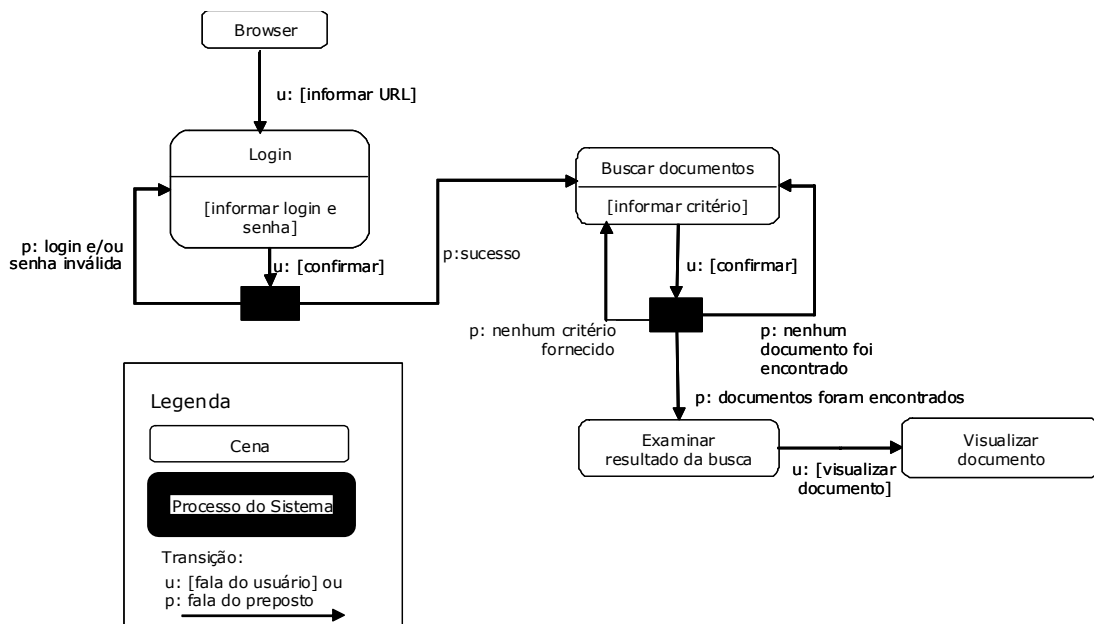 Browser
u: [informar URL]
Login
[informar login e
senha]
p: login e/ou
senha inválida
u: [confirmar]
p:sucesso
Buscar documentos
[informar critério]
u: [confirmar]
p: nenhum critério
fornecido
p: nenhum
documento foi
encontrado
p: documentos foram encontrados
Examinar
resultado da busca
u: [visualizar
documento]
Visualizar
documento
Legenda
Cena
Processo do Sistema
Transição:
u: [fala do usuário] ou
p: fala do preposto